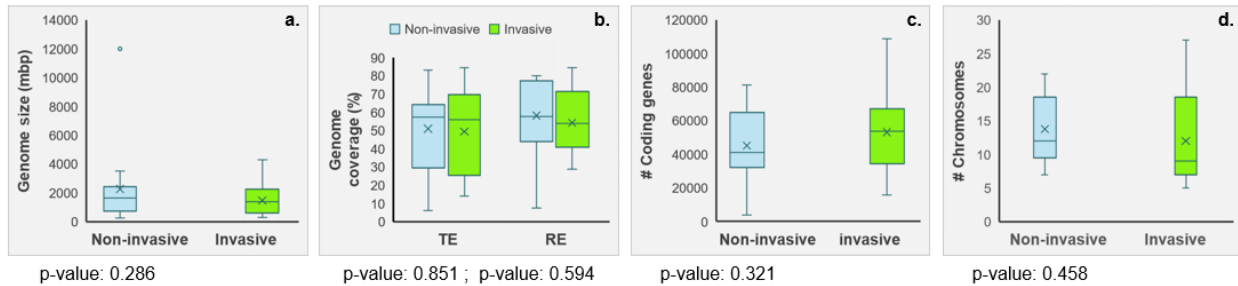 a.
Genome size (mbp)
14000
12000
10000
8000
6000
4000
2000
0
Non-invasive Invasive
p-value: 0.286
b.
Non-invasive Invasive
Genome
coverage (%)
90
80
70
60
50
40
30
20
10
0
TE RE
p-value: 0.851 ; p-value: 0.594
c.
# Coding genes
120000
100000
80000
60000
40000
20000
0
Non-invasive invasive
p-value: 0.321
d.
# Chromosomes
30
25
20
15
10
5
0
Non-invasive Invasive
p-value: 0.458